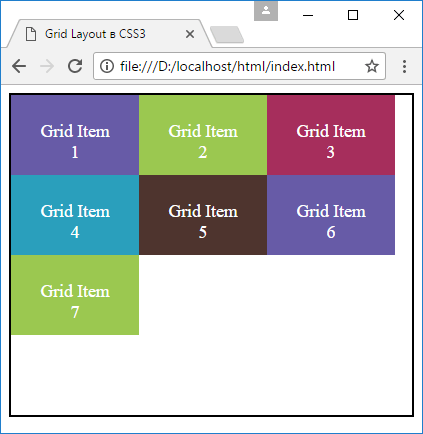 Grid Layout в CSS3
file:///D:/localhost/html/index.html
Grid Item
1
Grid Item
2
Grid Item
3
Grid Item
4
Grid Item
5
Grid Item
6
Grid Item
7